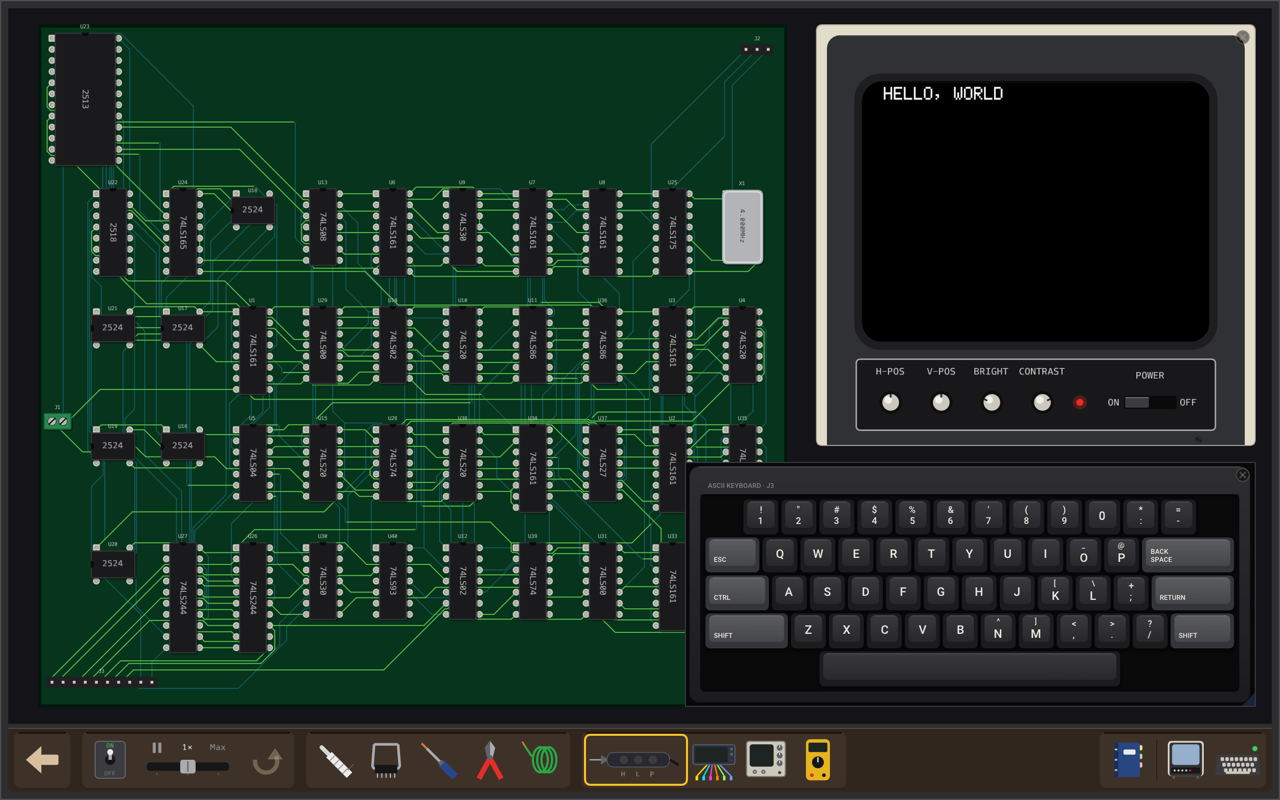 U23
2513
J2
HELLO, WORLD
H-POS V-POS BRIGHT CONTRAST
POWER
ON OFF
U22 U24 U18 U13 U6 U9 U7 U8 U25 X1
2518 74LS165 2524 74LS08 74LS161 74LS30 74LS161 74LS161 74LS175 4.000MHz
U21 U17 U1 U29 U14 U10 U11 U36 U3 U4
2524 2524 74LS161 74LS00 74LS02 74LS20 74LS86 74LS86 74LS161 74LS20
J1
U19 U16 U5 U15 U28 U38 U34 U37 U2 U35
2524 2524 74LS04 74LS20 74LS74 74LS20 74LS161 74LS27 74LS161 74LS
U20 U27 U26 U30 U40 U12 U39 U31 U33
2524 74LS244 74LS244 74LS30 74LS93 74LS02 74LS74 74LS00 74LS161
ASCII KEYBOARD · J3
! " # $ % & ' ( ) * =
1 2 3 4 5 6 7 8 9 0 : -
ESC Q W E R T Y U I _ O @ P BACK SPACE
CTRL A S D F G H J [ K \ L + ; RETURN
SHIFT Z X C V B ^ N ] M < , > . ? / SHIFT
ON
OFF
1× Max
H L P